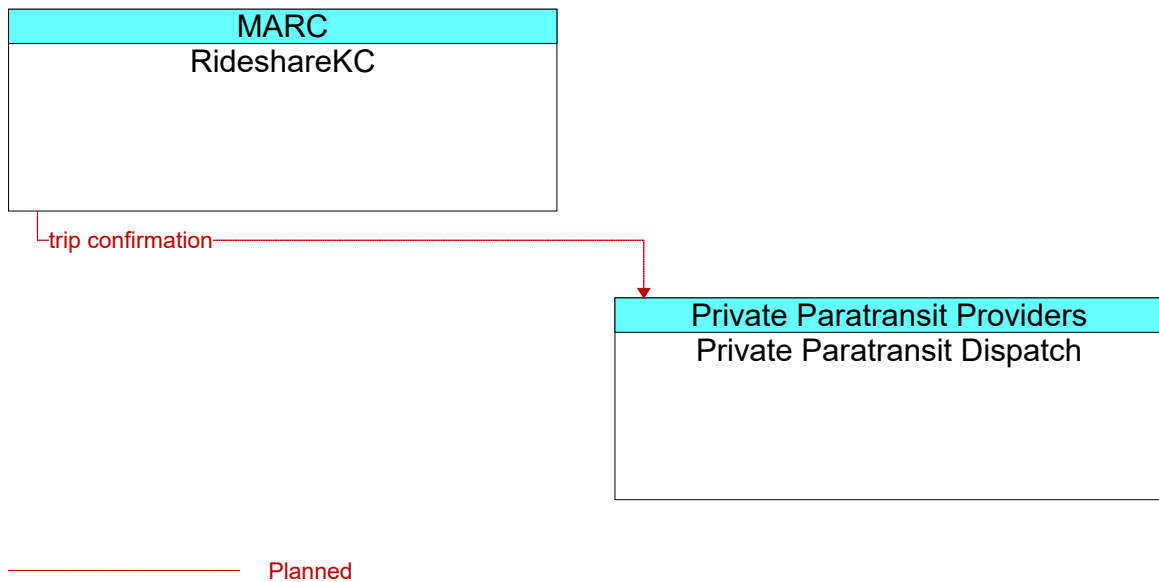 MARC
RideshareKC
trip confirmation
Private Paratransit Providers
Private Paratransit Dispatch
Planned